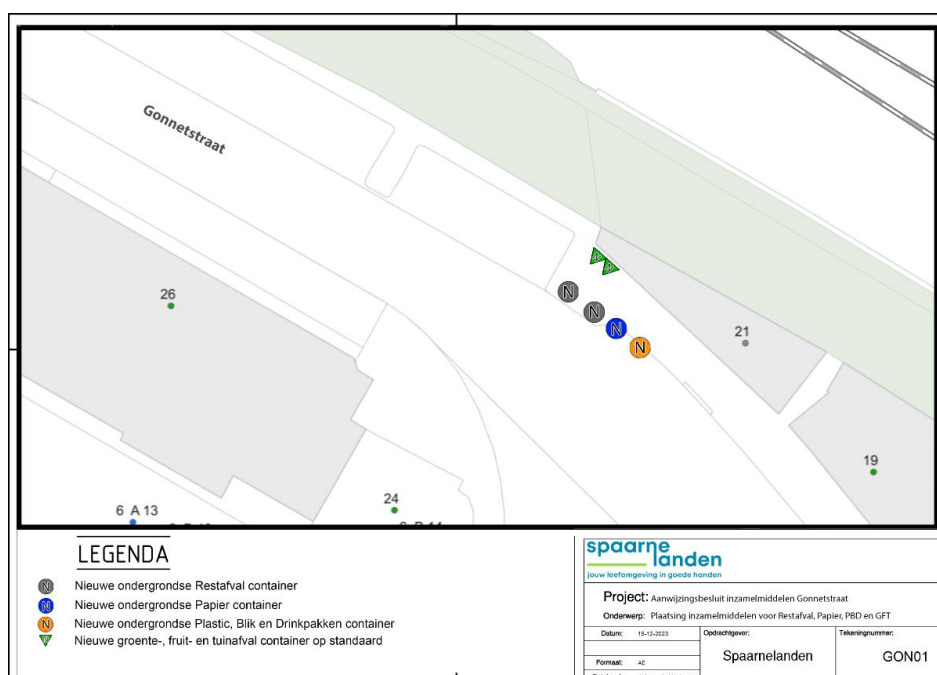 Gonnetstraat
26
N
N
N
N
21
19
24
6 A 13
LEGENDA
N Nieuwe ondergrondse Restafval container
N Nieuwe ondergrondse Papier container
N Nieuwe ondergrondse Plastic, Blik en Drinkpakken container
Nieuwe groente-, fruit- en tuinafval container op standaard
spaarne
landen
jouw leefomgeving in goede handen
Project: Aanwijzingsbesluit inzamelmiddelen Gonnetstraat
Onderwerp: Plaatsing inzamelmiddelen voor Restafval, Papier, PBD en GFT
Datum: 19-12-2023 Opdrachtgever: Tekeningnummer:
Spaarnelanden GON01
Formaat: